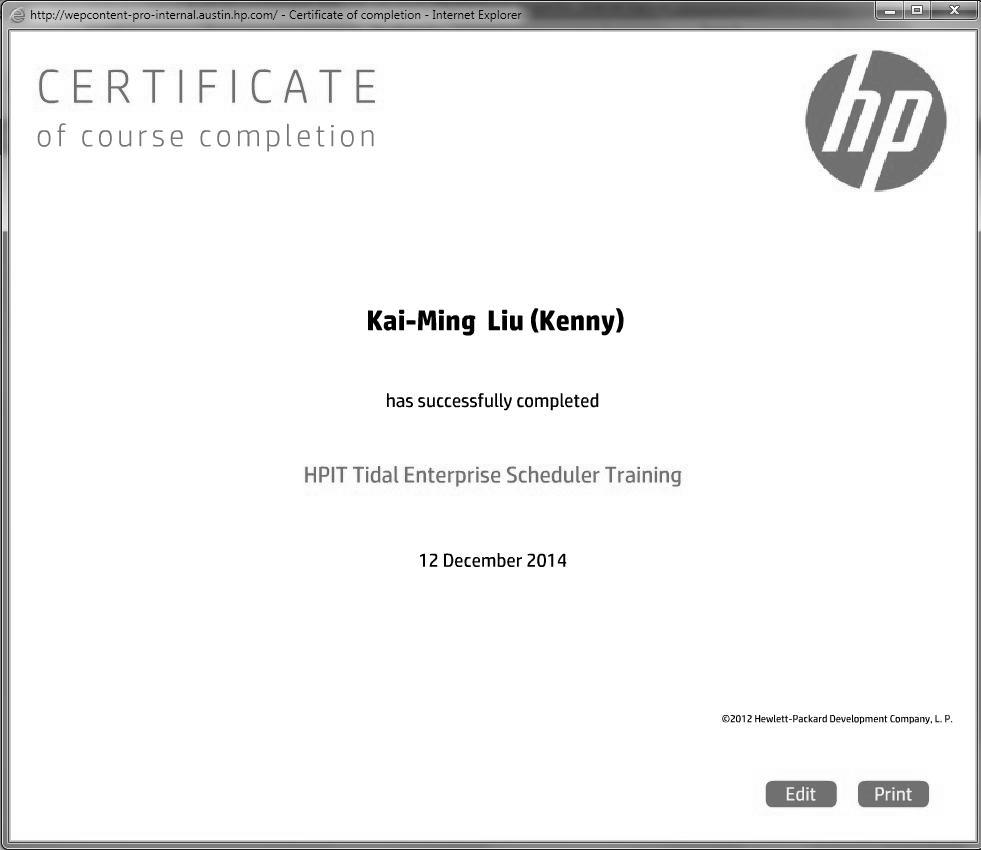 http://wepcontent-pro-internal.austin.hp.com/ - Certificate of completion - Internet Explorer
CERTIFICATE
of course completion
hp
Kai-Ming  Liu (Kenny)
has successfully completed
HPIT Tidal Enterprise Scheduler Training
12 December 2014
©2012 Hewlett-Packard Development Company, L. P.
Edit Print